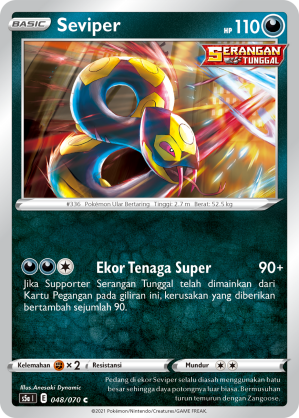 BASIC Seviper HP 110
SERANGAN
TUNGGAL
#336 Pokémon Ular Bertaring Tinggi: 2.7 m Berat: 52.5 kg
Ekor Tenaga Super 90+
Jika Supporter Serangan Tunggal telah dimainkan dari
Kartu Pegangan pada giliran ini, kerusakan yang diberikan
bertambah sejumlah 90.
Kelemahan ×2 Resistansi Mundur
Illus. Anesaki Dynamic
s5a I E 048/070 C
Pedang di ekor Seviper selalu diasah menggunakan batu
besar sehingga daya potongnya luar biasa. Berseteru
turun temurun dengan Zangoose.
©2021 Pokémon/Nintendo/Creatures/GAME FREAK.